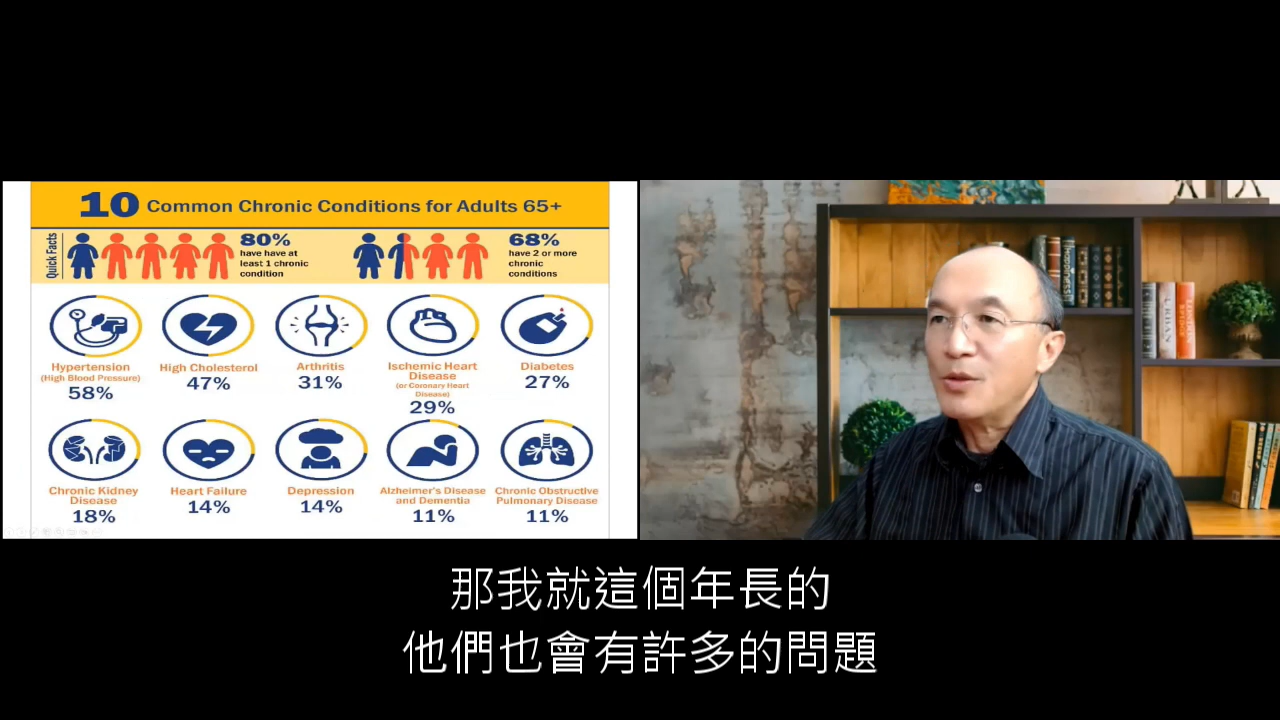 10 Common Chronic Conditions for Adults 65+
Quick Facts
80%
have have at
least 1 chronic
condition
68%
have 2 or more
chronic
conditions
Hypertension
(High Blood Pressure)
58%
High Cholesterol
47%
Arthritis
31%
Ischemic Heart
Disease
(or Coronary Heart
Disease)
29%
Diabetes
27%
Chronic Kidney
Disease
18%
Heart Failure
14%
Depression
14%
Alzheimer's Disease
and Dementia
11%
Chronic Obstructive
Pulmonary Disease
11%
Happiness
URBAN
那我就這個年長的
他們也會有許多的問題